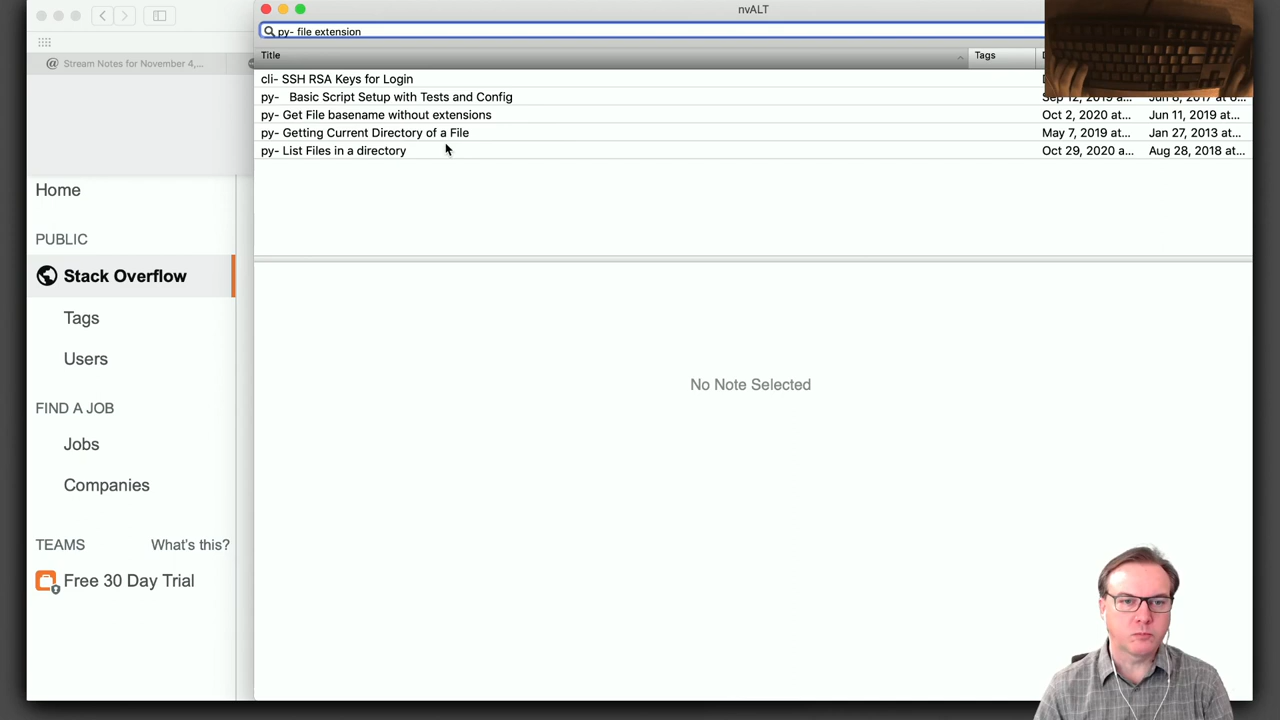 nvALT
py- file extension
Title
Tags
cli- SSH RSA Keys for Login
py-   Basic Script Setup with Tests and Config
py- Get File basename without extensions
Oct 2, 2020 a...
Jun 11, 2019 at...
py- Getting Current Directory of a File
May 7, 2019 at...
Jan 27, 2013 at...
py- List Files in a directory
Oct 29, 2020 a...
Aug 28, 2018 at...
No Note Selected
@ Stream Notes for November 4,...
Home
PUBLIC
Stack Overflow
Tags
Users
FIND A JOB
Jobs
Companies
TEAMS
What's this?
Free 30 Day Trial